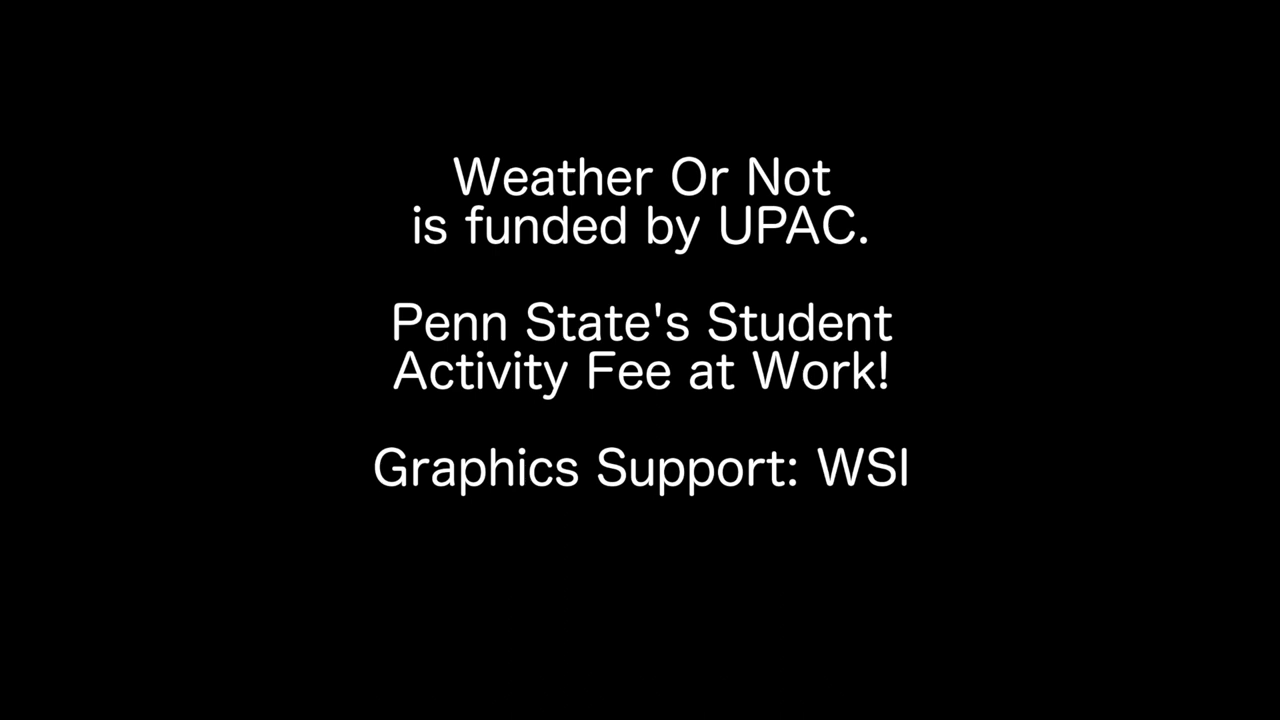 Weather Or Not
is funded by UPAC.
Penn State's Student
Activity Fee at Work!
Graphics Support: WSI